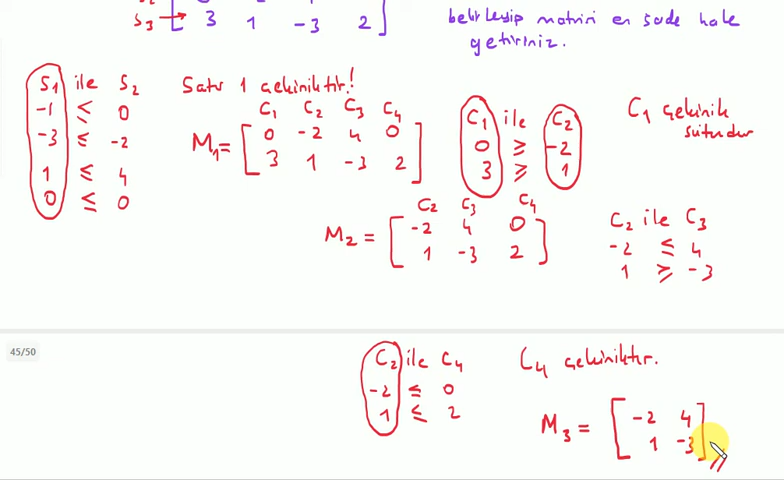 S3 → [ 3 1 -3 2 ]
belirleyip matrisi en sade hale
getiriniz.
S1 ile S2
-1 ≤ 0
-3 ≤ -2
1 ≤ 4
0 ≤ 0
Satır 1 çekiniktir!
C1 C2 C3 C4
M1 = [ 0 -2 4 0
3 1 -3 2 ]
C1 ile C2
0 ≥ -2
3 ≥ 1
C1 çekinik
sütundur
C2 C3 C4
M2 = [ -2 4 0
1 -3 2 ]
C2 ile C3
-2 ≤ 4
1 ≥ -3
45/50
C2 ile C4
-2 ≤ 0
1 ≤ 2
C4 çekiniktir.
M3 = [ -2 4
1 -3 ]